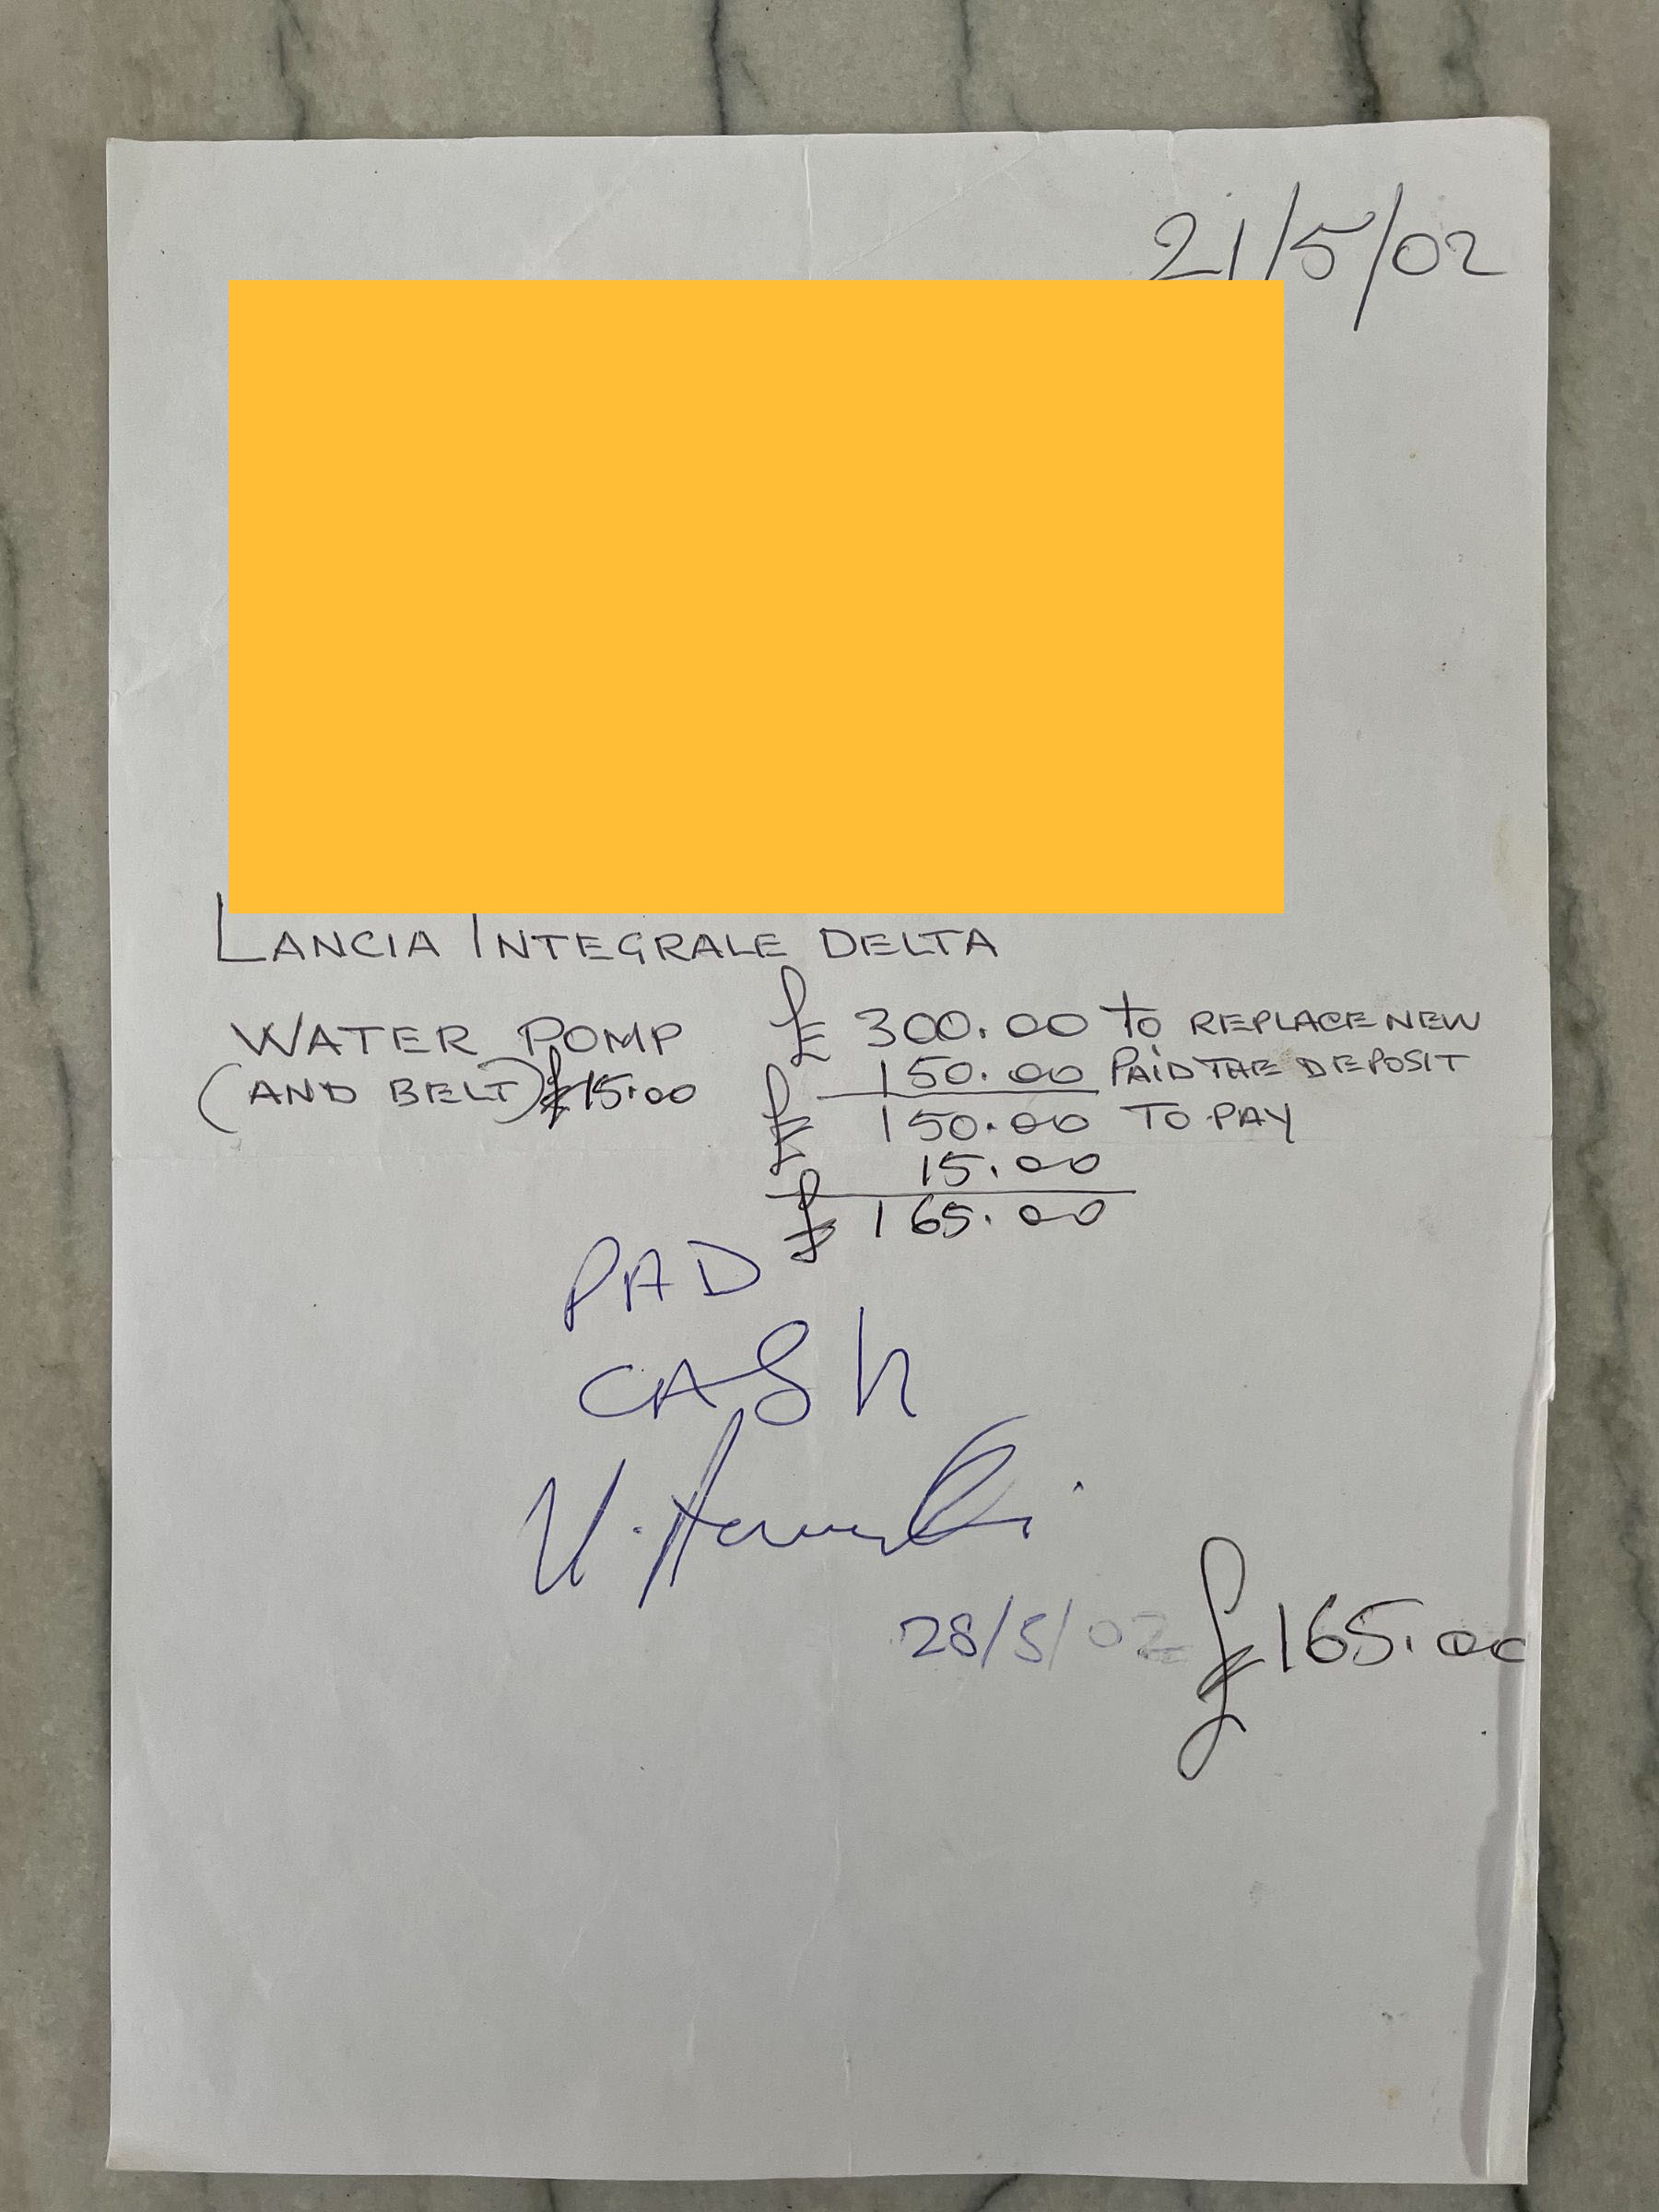 21/5/02
LANCIA INTEGRALE DELTA
WATER POMP £ 300.00 to REPLACE NEW
(AND BELT) £15.00 150.00 PAiD THE DEPOSIT
£ 150.00 TO PAY
15.00
£ 165.00
PAD
CASh
28/5/02 £165.00